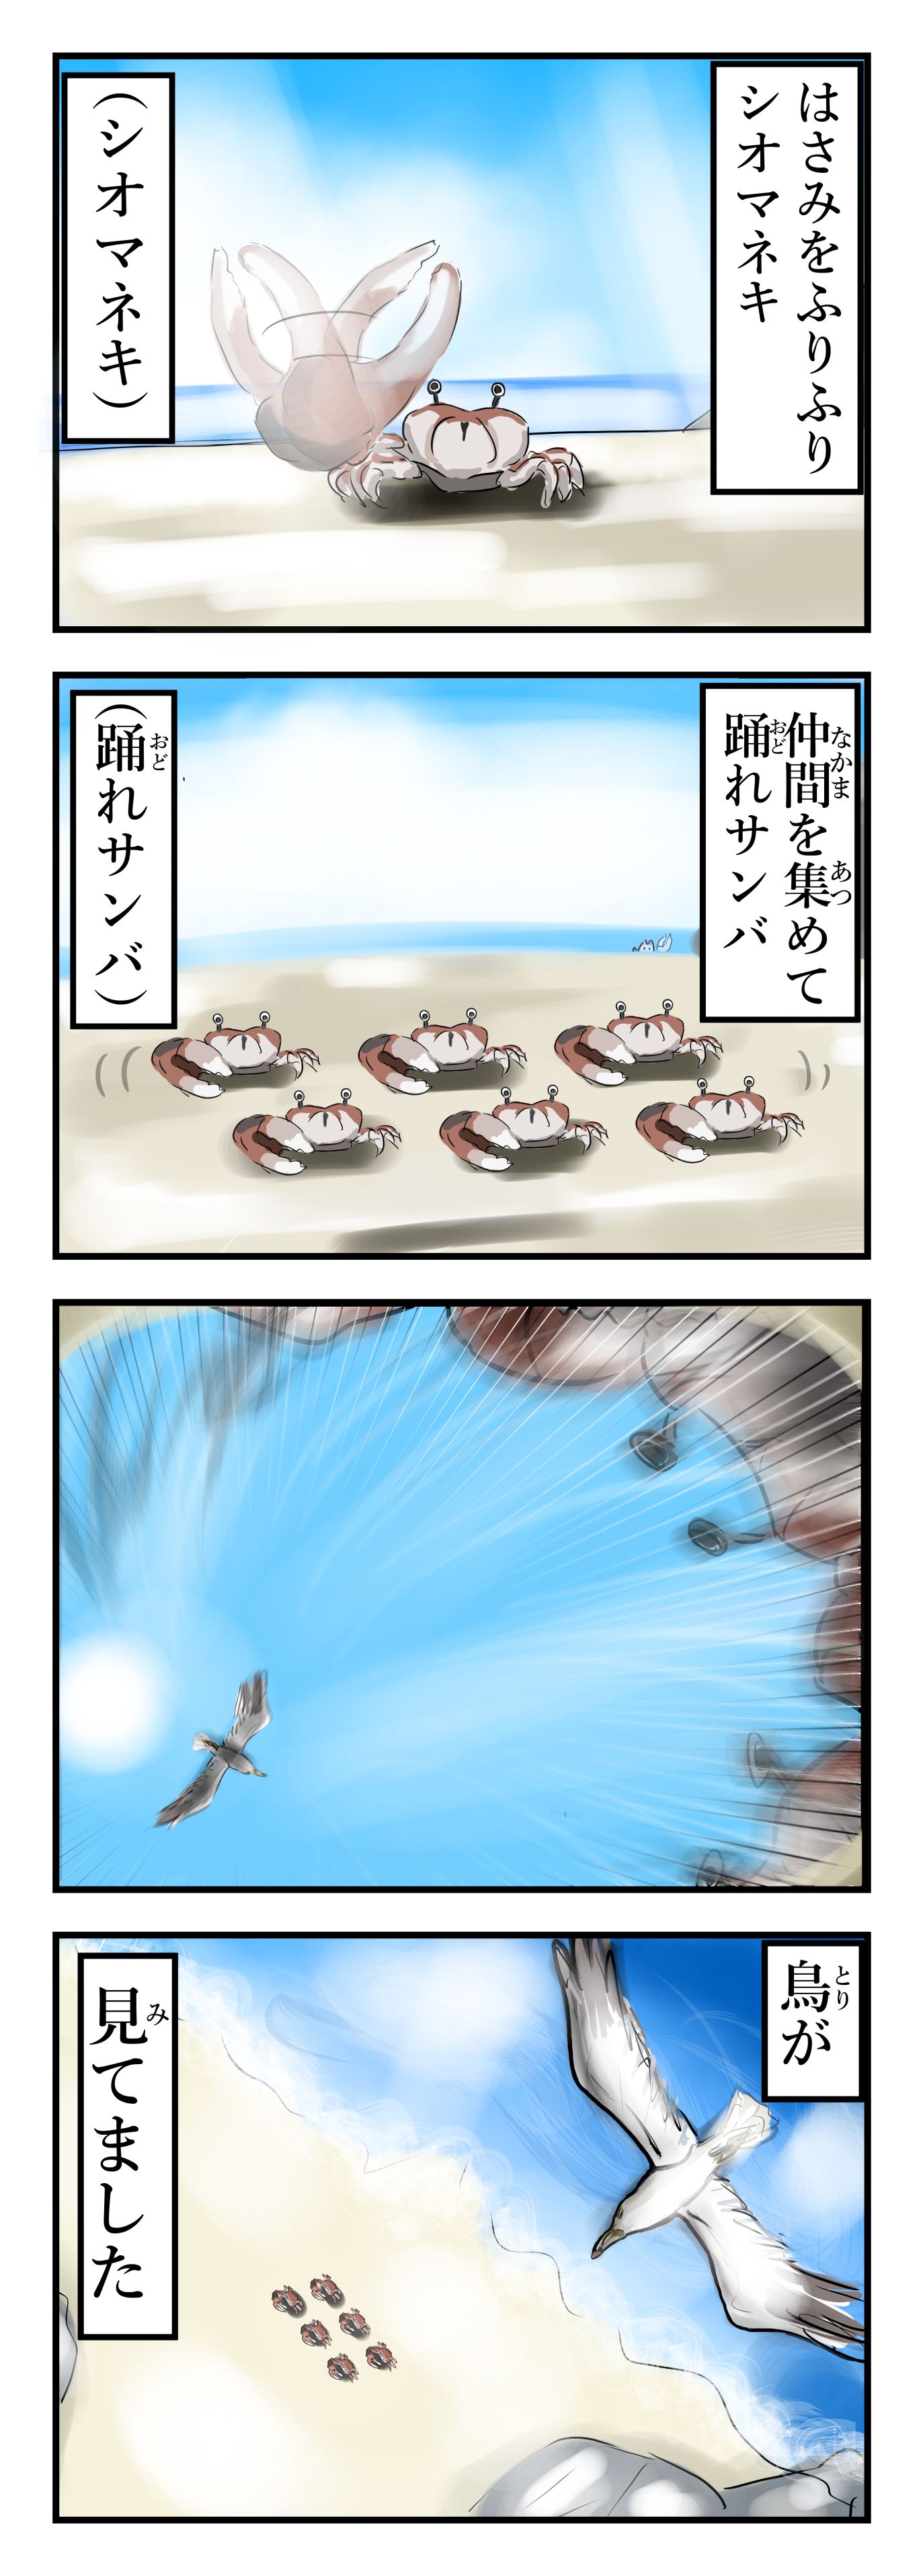 はさみをふりふり
シオマネキ
（シオマネキ）
仲間を集めて
踊れサンバ
（踊れサンバ）
鳥が
見てました